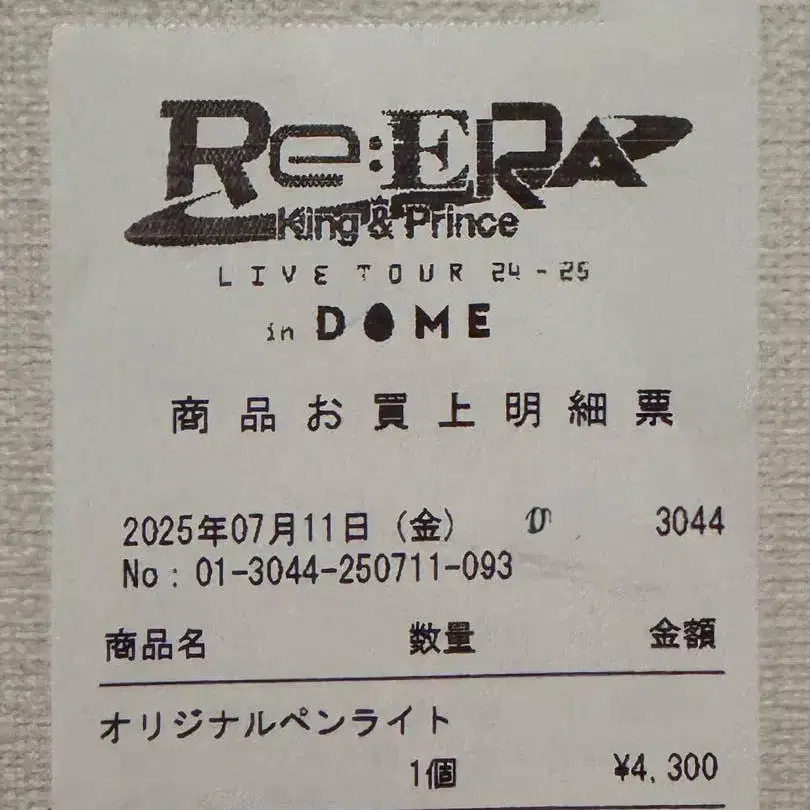 Re:ERA
King & Prince
LIVE TOUR 24-25
in DOME
商品お買上明細票
2025年07月11日（金） 3044
No : 01-3044-250711-093
商品名 数量 金額
オリジナルペンライト
1個 ¥4,300